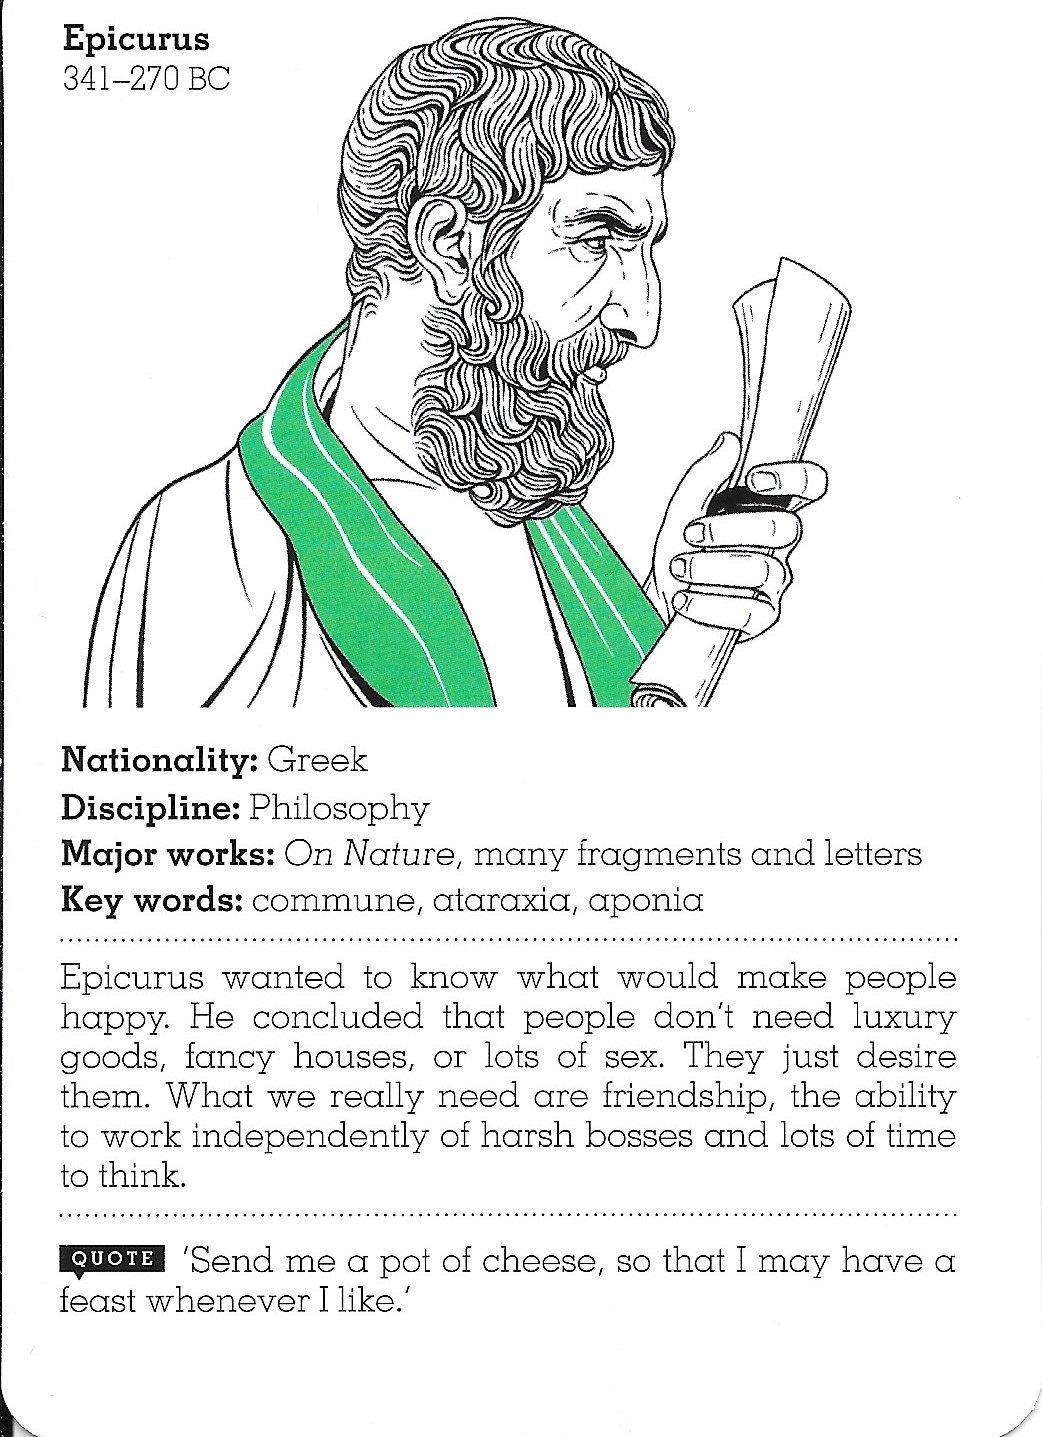 Epicurus
341–270 BC
Nationality: Greek
Discipline: Philosophy
Major works: On Nature, many fragments and letters
Key words: commune, ataraxia, aponia
Epicurus wanted to know what would make people
happy. He concluded that people don't need luxury
goods, fancy houses, or lots of sex. They just desire
them. What we really need are friendship, the ability
to work independently of harsh bosses and lots of time
to think.
QUOTE 'Send me a pot of cheese, so that I may have a
feast whenever I like.'